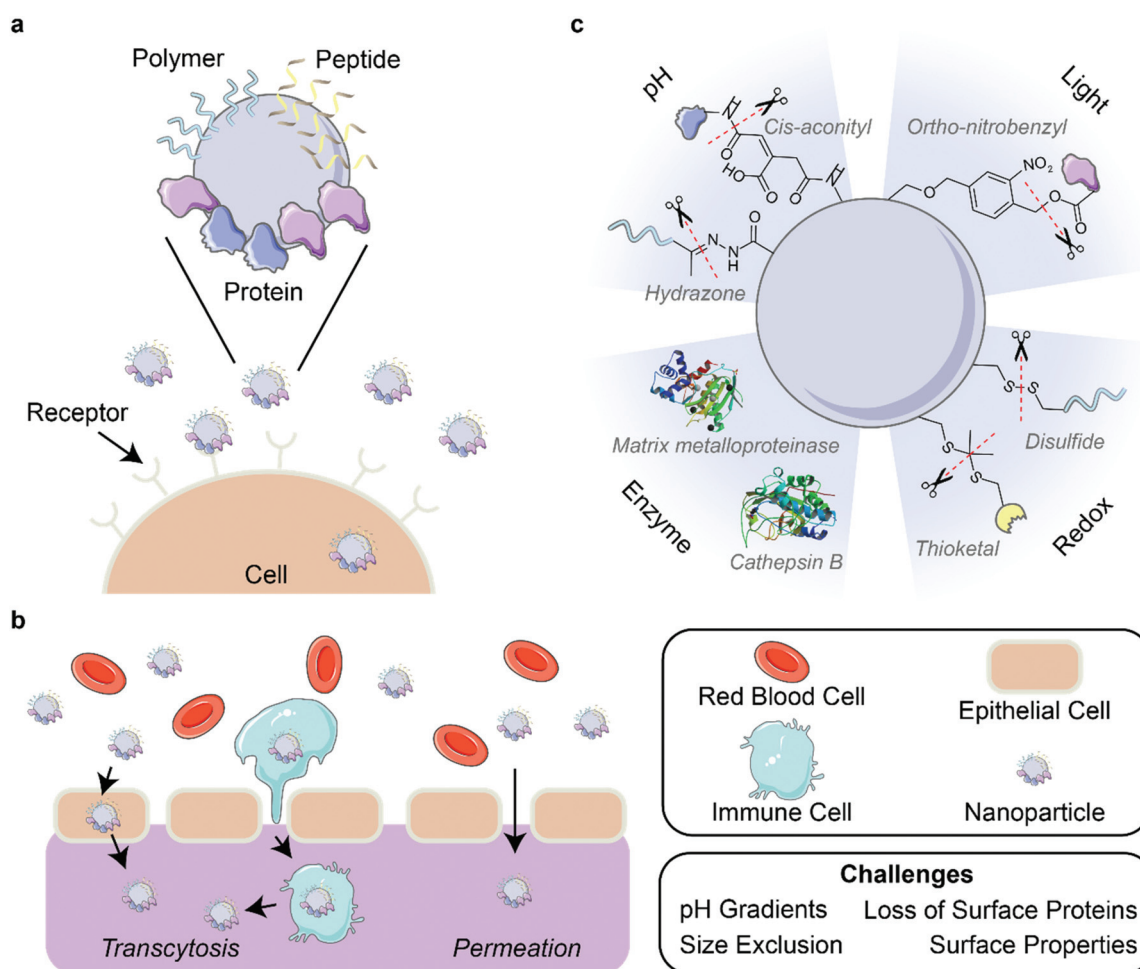 a
Polymer
Peptide
Protein
Receptor
Cell
b
Transcytosis
Permeation
c
pH
Light
Cis-aconityl
Ortho-nitrobenzyl
N
H
O
O
HO
O
H
N
O
NO₂
O
O
N
N
H
O
Hydrazone
Matrix metalloproteinase
Cathepsin B
Enzyme
S
S
Disulfide
S
S
Thioketal
Redox
Red Blood Cell
Epithelial Cell
Immune Cell
Nanoparticle
Challenges
pH Gradients Loss of Surface Proteins
Size Exclusion Surface Properties